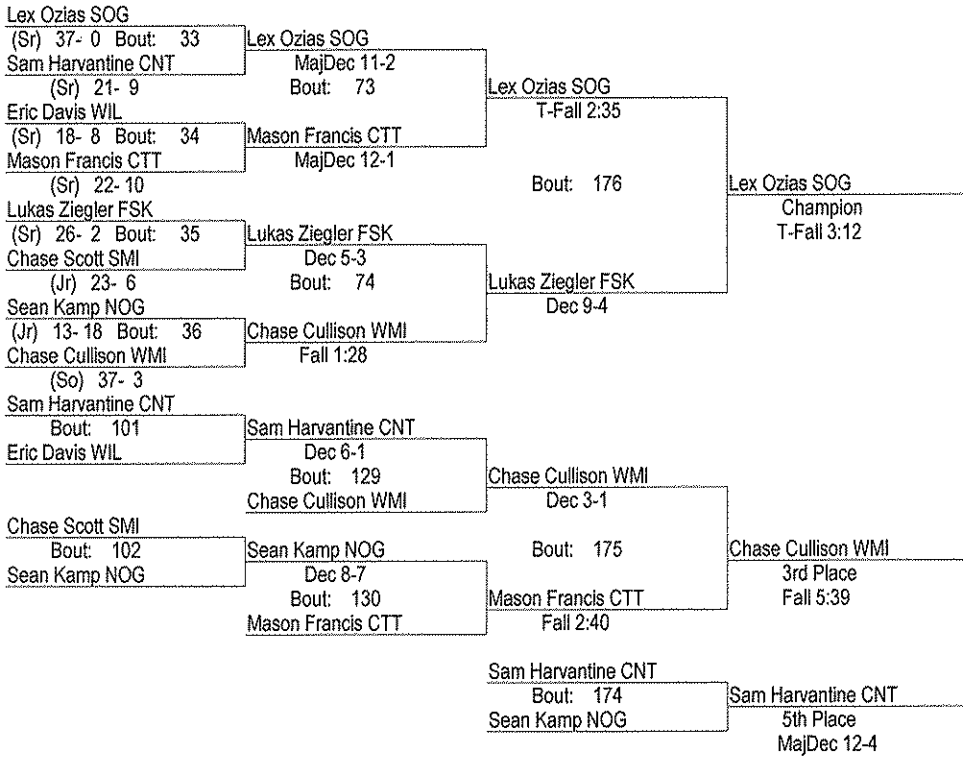 Lex Ozias SOG
(Sr) 37- 0 Bout: 33
Sam Harvantine CNT
(Sr) 21- 9
Eric Davis WIL
(Sr) 18- 8 Bout: 34
Mason Francis CTT
(Sr) 22- 10
Lukas Ziegler FSK
(Sr) 26- 2 Bout: 35
Chase Scott SMI
(Jr) 23- 6
Sean Kamp NOG
(Jr) 13- 18 Bout: 36
Chase Cullison WMI
(So) 37- 3
Lex Ozias SOG
MajDec 11-2
Bout: 73
Mason Francis CTT
MajDec 12-1
Lukas Ziegler FSK
Dec 5-3
Bout: 74
Chase Cullison WMI
Fall 1:28
Lex Ozias SOG
T-Fall 2:35
Bout: 176
Lukas Ziegler FSK
Dec 9-4
Lex Ozias SOG
Champion
T-Fall 3:12
Sam Harvantine CNT
Bout: 101
Eric Davis WIL
Chase Scott SMI
Bout: 102
Sean Kamp NOG
Sam Harvantine CNT
Dec 6-1
Bout: 129
Chase Cullison WMI
Sean Kamp NOG
Dec 8-7
Bout: 130
Mason Francis CTT
Chase Cullison WMI
Dec 3-1
Bout: 175
Mason Francis CTT
Fall 2:40
Chase Cullison WMI
3rd Place
Fall 5:39
Sam Harvantine CNT
Bout: 174
Sean Kamp NOG
Sam Harvantine CNT
5th Place
MajDec 12-4